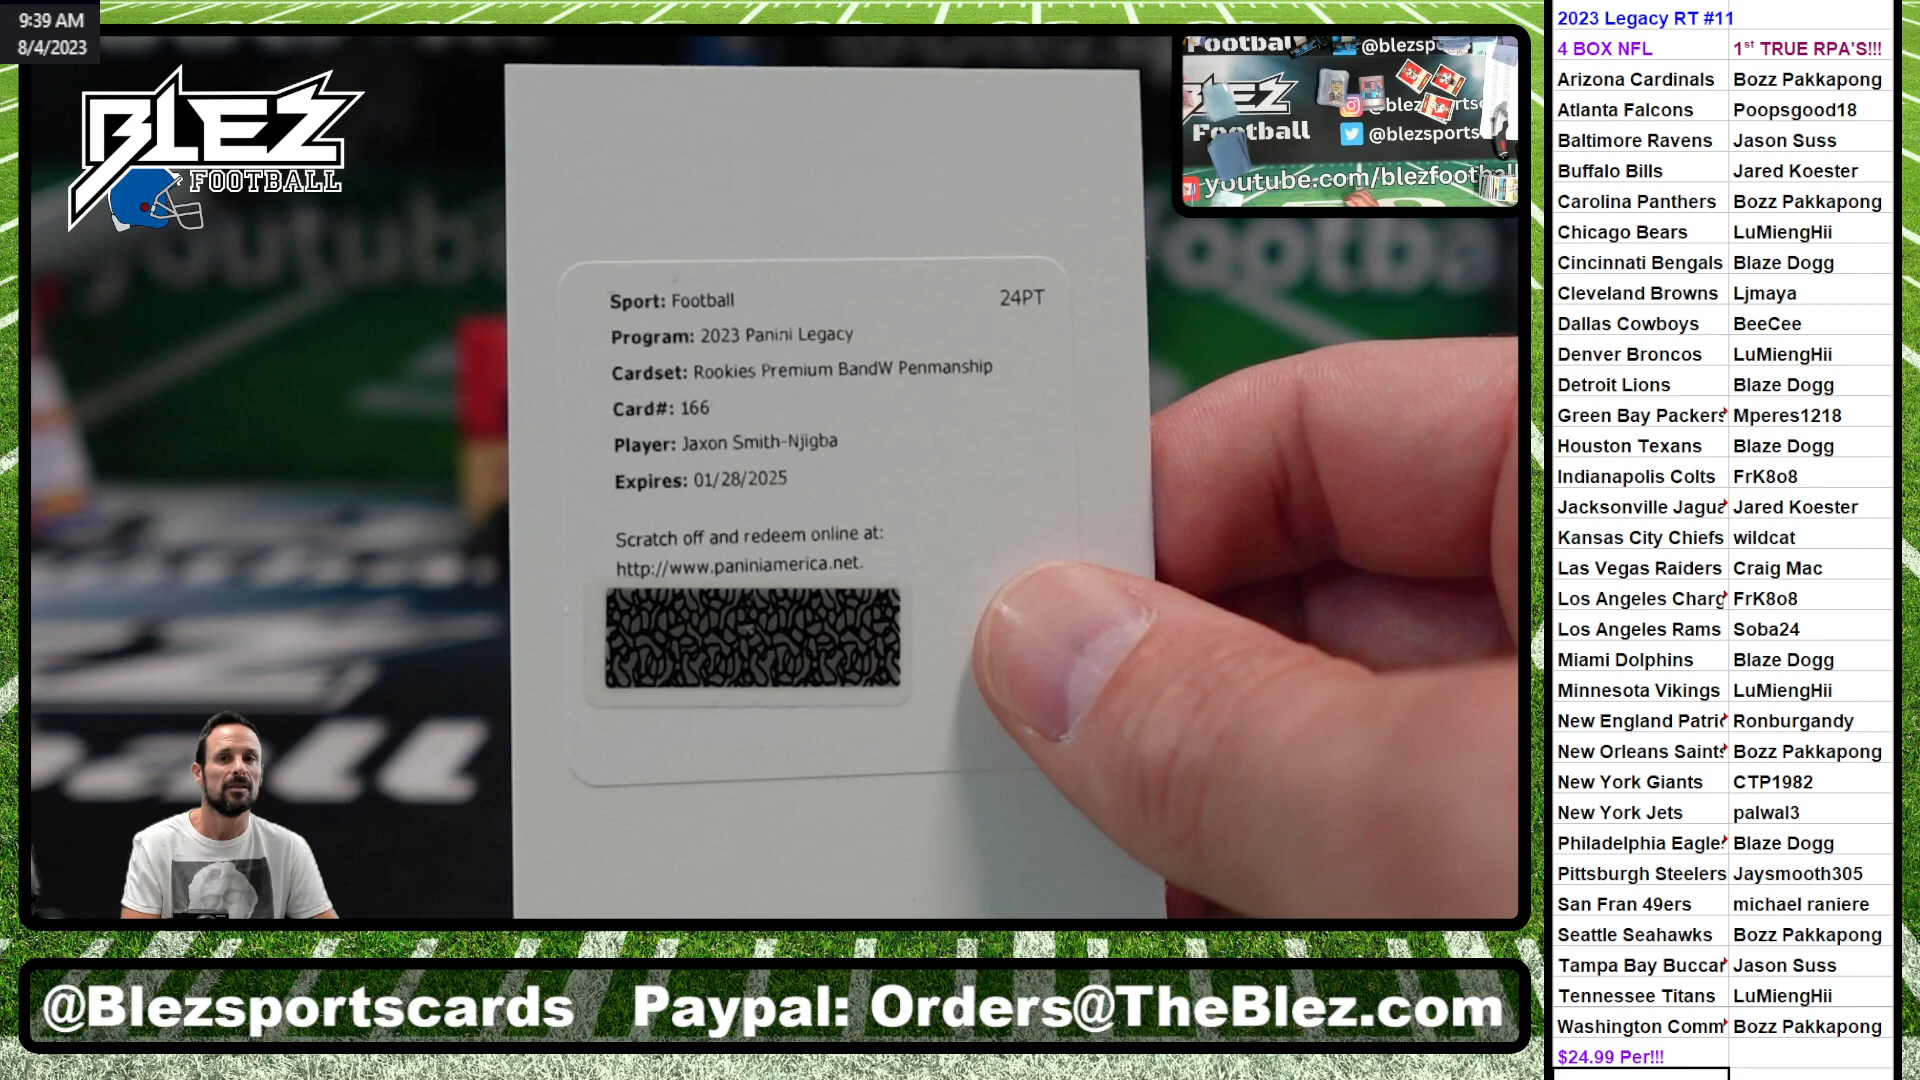 9:39 AM
8/4/2023
BLEZ
FOOTBALL
Sport: Football
24PT
Program: 2023 Panini Legacy
Cardset: Rookies Premium BandW Penmanship
Card#: 166
Player: Jaxon Smith-Njigba
Expires: 01/28/2025
Scratch off and redeem online at:
http://www.paniniamerica.net.
Football
@blezsp
Football
@blezsports
youtube.com/blezfootball
@Blezsportscards Paypal: Orders@TheBlez.com
2023 Legacy RT #11
4 BOX NFL 1st TRUE RPA'S!!!
Arizona Cardinals Bozz Pakkapong
Atlanta Falcons Poopsgood18
Baltimore Ravens Jason Suss
Buffalo Bills Jared Koester
Carolina Panthers Bozz Pakkapong
Chicago Bears LuMiengHii
Cincinnati Bengals Blaze Dogg
Cleveland Browns Ljmaya
Dallas Cowboys BeeCee
Denver Broncos LuMiengHii
Detroit Lions Blaze Dogg
Green Bay Packers Mperes1218
Houston Texans Blaze Dogg
Indianapolis Colts FrK8o8
Jacksonville Jagua Jared Koester
Kansas City Chiefs wildcat
Las Vegas Raiders Craig Mac
Los Angeles Charg FrK8o8
Los Angeles Rams Soba24
Miami Dolphins Blaze Dogg
Minnesota Vikings LuMiengHii
New England Patri Ronburgandy
New Orleans Saints Bozz Pakkapong
New York Giants CTP1982
New York Jets palwal3
Philadelphia Eagle Blaze Dogg
Pittsburgh Steelers Jaysmooth305
San Fran 49ers michael raniere
Seattle Seahawks Bozz Pakkapong
Tampa Bay Buccar Jason Suss
Tennessee Titans LuMiengHii
Washington Comm Bozz Pakkapong
$24.99 Per!!!